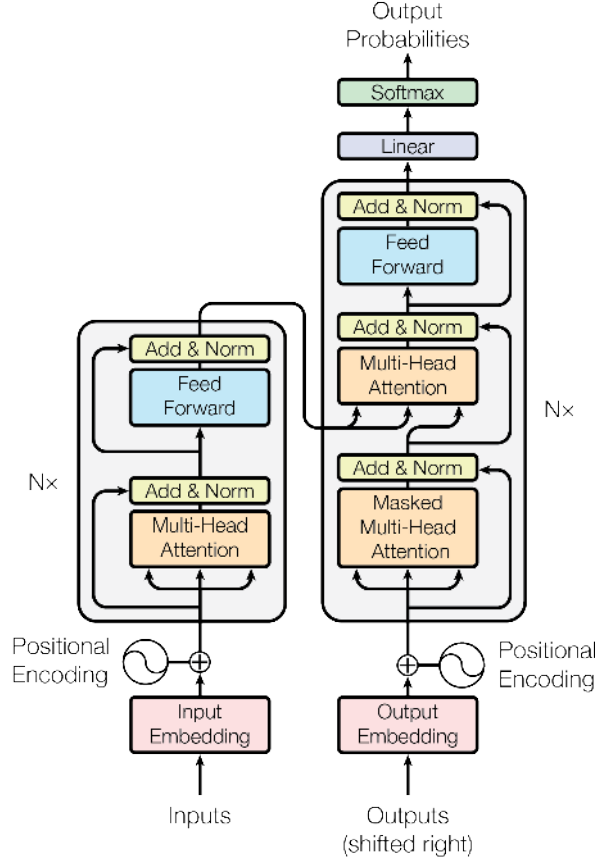 Output
Probabilities
Softmax
Linear
Add & Norm
Feed
Forward
Add & Norm
Multi-Head
Attention
Nx
Add & Norm
Masked
Multi-Head
Attention
Add & Norm
Feed
Forward
Nx
Add & Norm
Multi-Head
Attention
Positional
Encoding
Positional
Encoding
Input
Embedding
Output
Embedding
Inputs
Outputs
(shifted right)